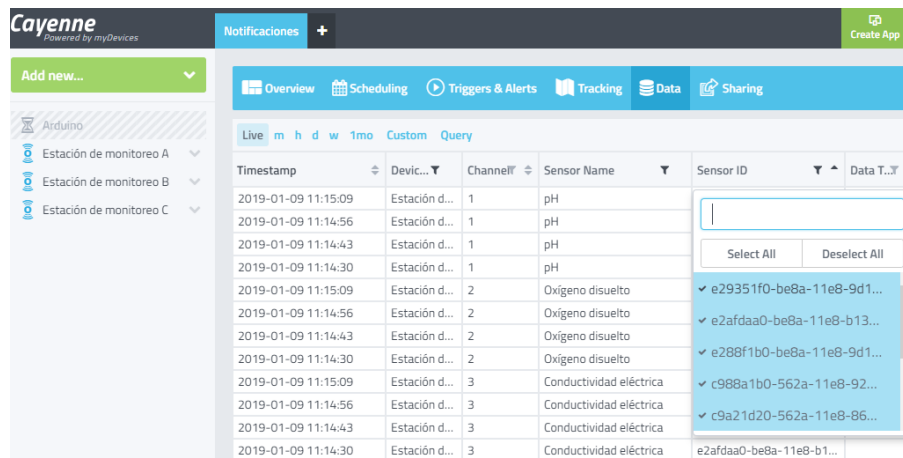 Cayenne
Powered by myDevices
Notificaciones +
Create App
Add new...
Overview Scheduling Triggers & Alerts Tracking Data Sharing
Arduino
Estación de monitoreo A
Estación de monitoreo B
Estación de monitoreo C
Live m h d w 1mo Custom Query
Timestamp Devic... Channel Sensor Name Sensor ID Data T...
2019-01-09 11:15:09 Estación d... 1 pH
2019-01-09 11:14:56 Estación d... 1 pH
2019-01-09 11:14:43 Estación d... 1 pH
2019-01-09 11:14:30 Estación d... 1 pH
2019-01-09 11:15:09 Estación d... 2 Oxígeno disuelto
2019-01-09 11:14:56 Estación d... 2 Oxígeno disuelto
2019-01-09 11:14:43 Estación d... 2 Oxígeno disuelto
2019-01-09 11:14:30 Estación d... 2 Oxígeno disuelto
2019-01-09 11:15:09 Estación d... 3 Conductividad eléctrica
2019-01-09 11:14:56 Estación d... 3 Conductividad eléctrica
2019-01-09 11:14:43 Estación d... 3 Conductividad eléctrica
2019-01-09 11:14:30 Estación d... 3 Conductividad eléctrica e2afdaa0-be8a-11e8-b1...
Select All Deselect All
e29351f0-be8a-11e8-9d1...
e2afdaa0-be8a-11e8-b13...
e288f1b0-be8a-11e8-9d1...
c988a1b0-562a-11e8-92...
c9a21d20-562a-11e8-86...